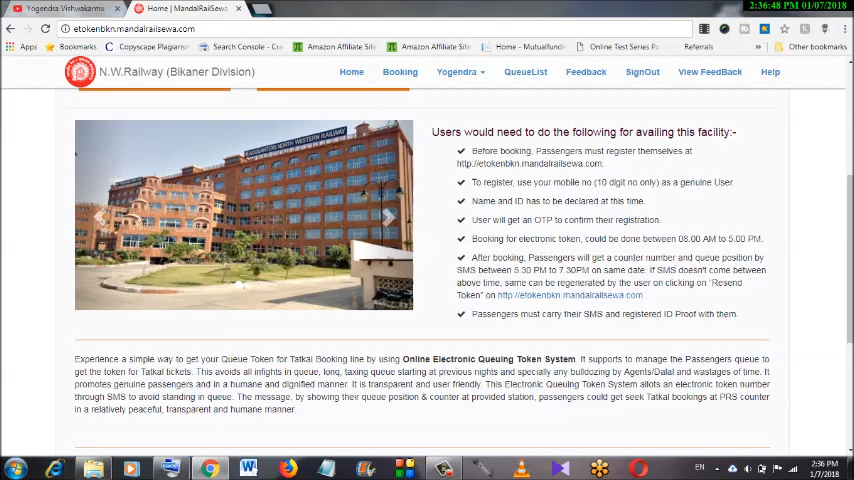 2:36:48 PM 01/07/2018
Yogendra Vishwakarma
Home | MandalRailSewa.
etokenbkn.mandalrailsewa.com
Apps Bookmarks Copyscape Plagiarism Search Console - Cra Amazon Affiliate Site Amazon Affiliate Site Home - Mutualfund Online Test Series Po Referrals Other bookmarks
N.W.Railway (Bikaner Division) Home Booking Yogendra QueueList Feedback SignOut View FeedBack Help
HEADQUARTERS NORTH WESTERN RAILWAY
Users would need to do the following for availing this facility:-
Before booking, Passengers must register themselves at
http://etokenbkn.mandalrailsewa.com.
To register, use your mobile no (10 digit no only) as a genuine User.
Name and ID has to be declared at this time.
User will get an OTP to confirm their registration.
Booking for electronic token, could be done between 08.00 AM to 5.00 PM.
After booking, Passengers will get a counter number and queue position by
SMS between 5.30 PM to 7.30PM on same date. If SMS doesn't come between
above time, same can be regenerated by the user on clicking on "Resend
Token" on http://etokenbkn.mandalrailsewa.com
Passengers must carry their SMS and registered ID Proof with them.
Experience a simple way to get your Queue Token for Tatkal Booking line by using Online Electronic Queuing Token System. It supports to manage the Passengers queue to
get the token for Tatkal tickets. This avoids all infights in queue, long, taxing queue starting at previous nights and specially any bulldozing by Agents/Dalal and wastages of time. It
promotes genuine passengers and in a humane and dignified manner. It is transparent and user friendly. This Electronic Queuing Token System allots an electronic token number
through SMS to avoid standing in queue. The message, by showing their queue position & counter at provided station, passengers could get seek Tatkal bookings at PRS counter
in a relatively peaceful, transparent and humane manner.
EN 2:36 PM
1/7/2018